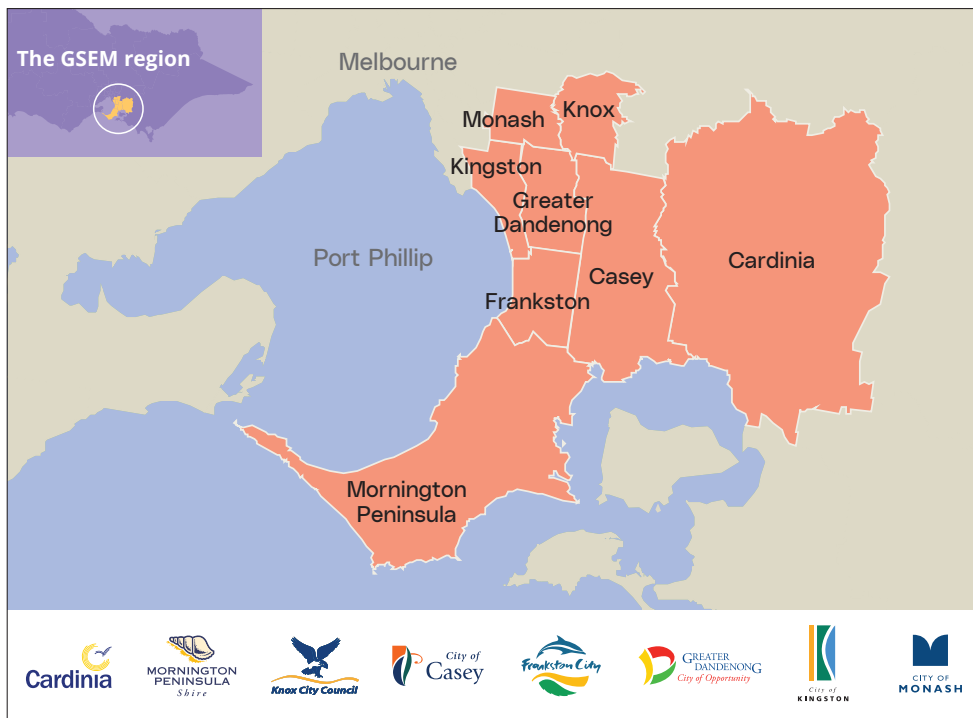 The GSEM region
Melbourne
Monash
Knox
Kingston
Greater
Dandenong
Port Phillip
Casey
Cardinia
Frankston
Mornington
Peninsula
Cardinia
MORNINGTON
PENINSULA
Shire
Knox City Council
City of
Casey
Frankston City
GREATER
DANDENONG
City of Opportunity
City of
KINGSTON
CITY OF
MONASH